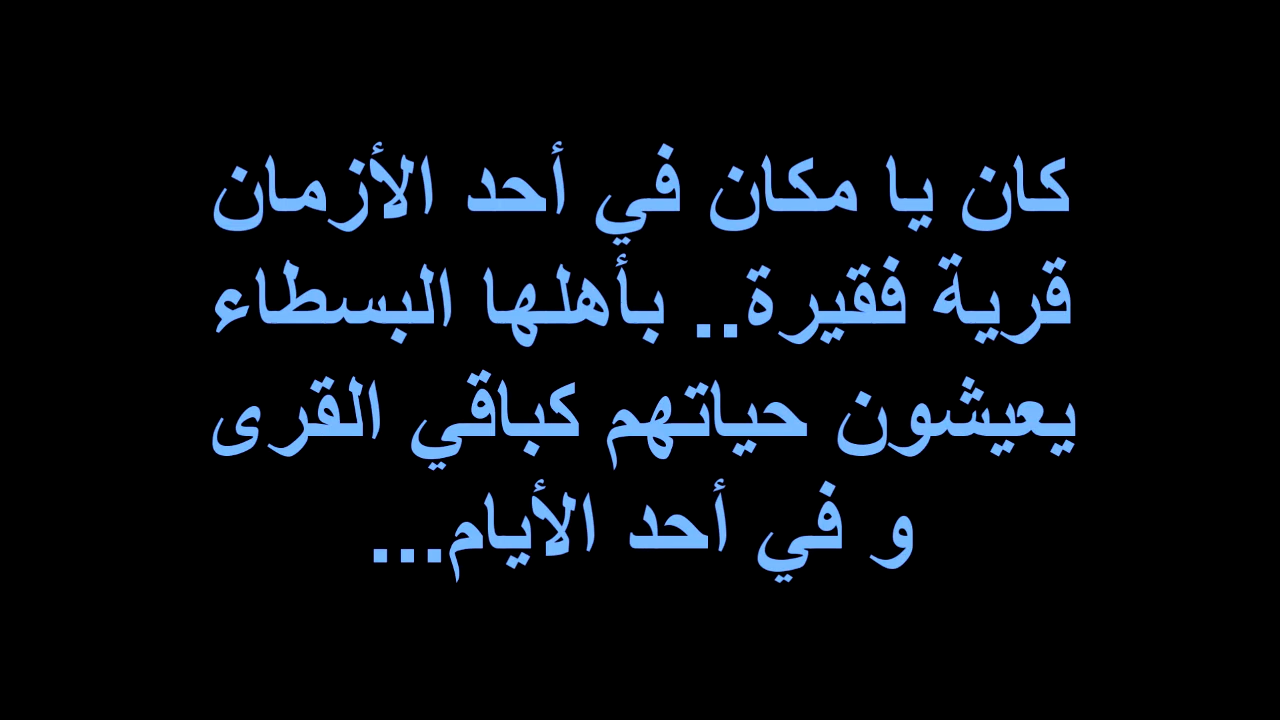 كان يا مكان في أحد الأزمان
قرية فقيرة.. بأهلها البسطاء
يعيشون حياتهم كباقي القرى
و في أحد الأيام...